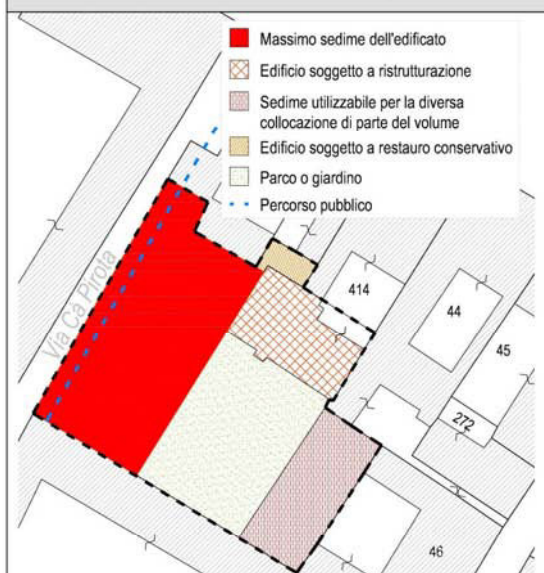 Massimo sedime dell'edificato
Edificio soggetto a ristrutturazione
Sedime utilizzabile per la diversa
collocazione di parte del volume
Edificio soggetto a restauro conservativo
Parco o giardino
Percorso pubblico
Via Cà Pirota
414
44
45
272
46